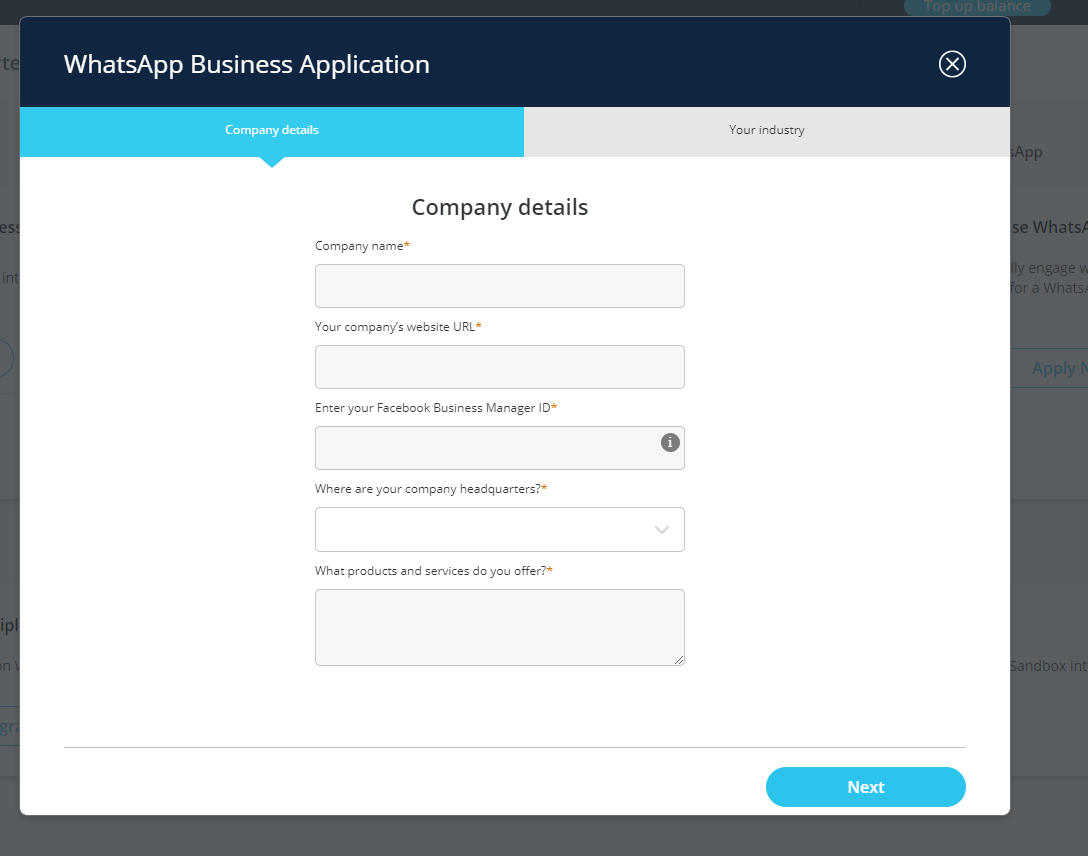 Top up balance
WhatsApp Business Application
Company details
Your industry
sApp
Company details
ess
se WhatsA
Company name*
int
lly engage w
for a WhatsA
Your company's website URL*
Apply N
Enter your Facebook Business Manager ID*
i
Where are your company headquarters?*
What products and services do you offer?*
ipl
on W
Sandbox int
gra
Next